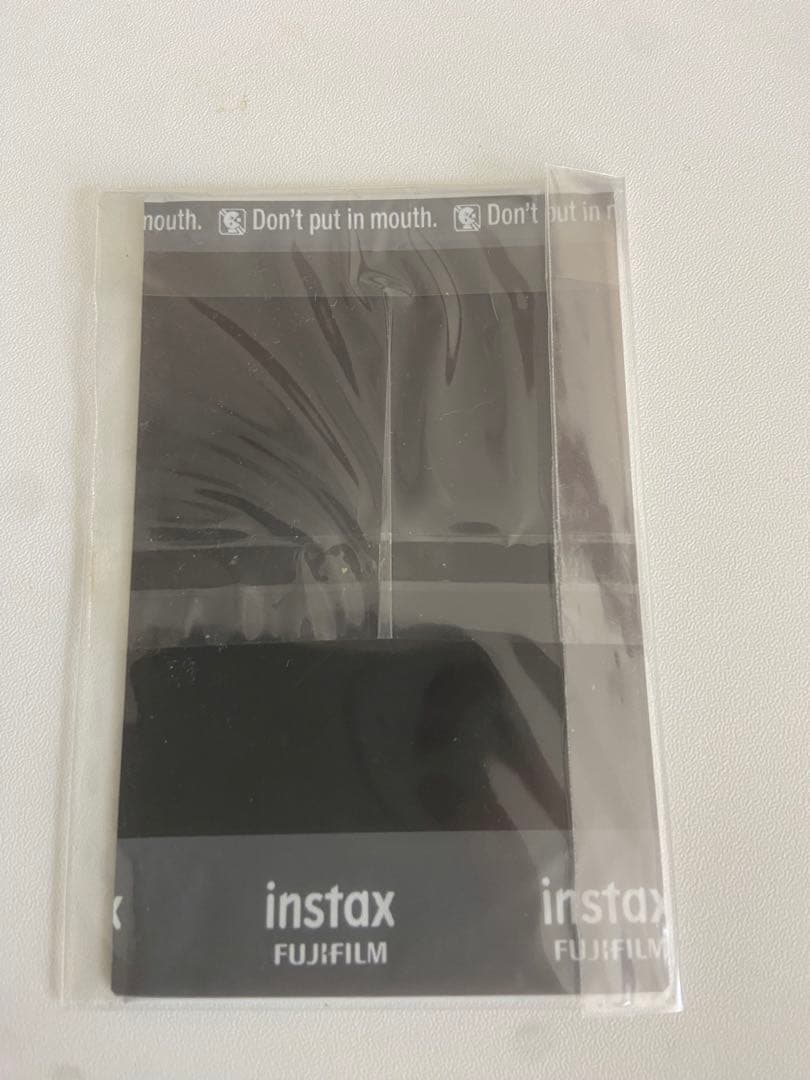 mouth. Don't put in mouth. Don't put in
instax instax
FUJIFILM FUJIFILM